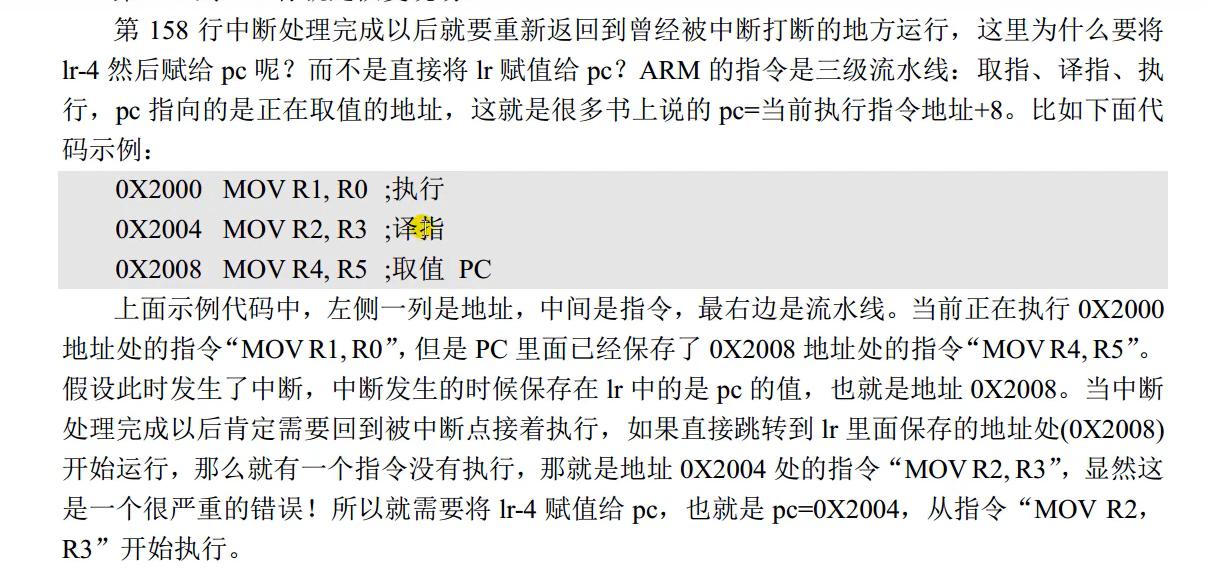 第 158 行中断处理完成以后就要重新返回到曾经被中断打断的地方运行，这里为什么要将
lr-4 然后赋给 pc 呢？而不是直接将 lr 赋值给 pc？ARM 的指令是三级流水线：取指、译指、执
行，pc 指向的是正在取值的地址，这就是很多书上说的 pc=当前执行指令地址+8。比如下面代
码示例：
0X2000 MOV R1, R0 ;执行
0X2004 MOV R2, R3 ;译指
0X2008 MOV R4, R5 ;取值 PC
上面示例代码中，左侧一列是地址，中间是指令，最右边是流水线。当前正在执行 0X2000
地址处的指令“MOV R1, R0”，但是 PC 里面已经保存了 0X2008 地址处的指令“MOV R4, R5”。
假设此时发生了中断，中断发生的时候保存在 lr 中的是 pc 的值，也就是地址 0X2008。当中断
处理完成以后肯定需要回到被中断点接着执行，如果直接跳转到 lr 里面保存的地址处(0X2008)
开始运行，那么就有一个指令没有执行，那就是地址 0X2004 处的指令“MOV R2, R3”，显然这
是一个很严重的错误！所以就需要将 lr-4 赋值给 pc，也就是 pc=0X2004，从指令“MOV R2，
R3”开始执行。